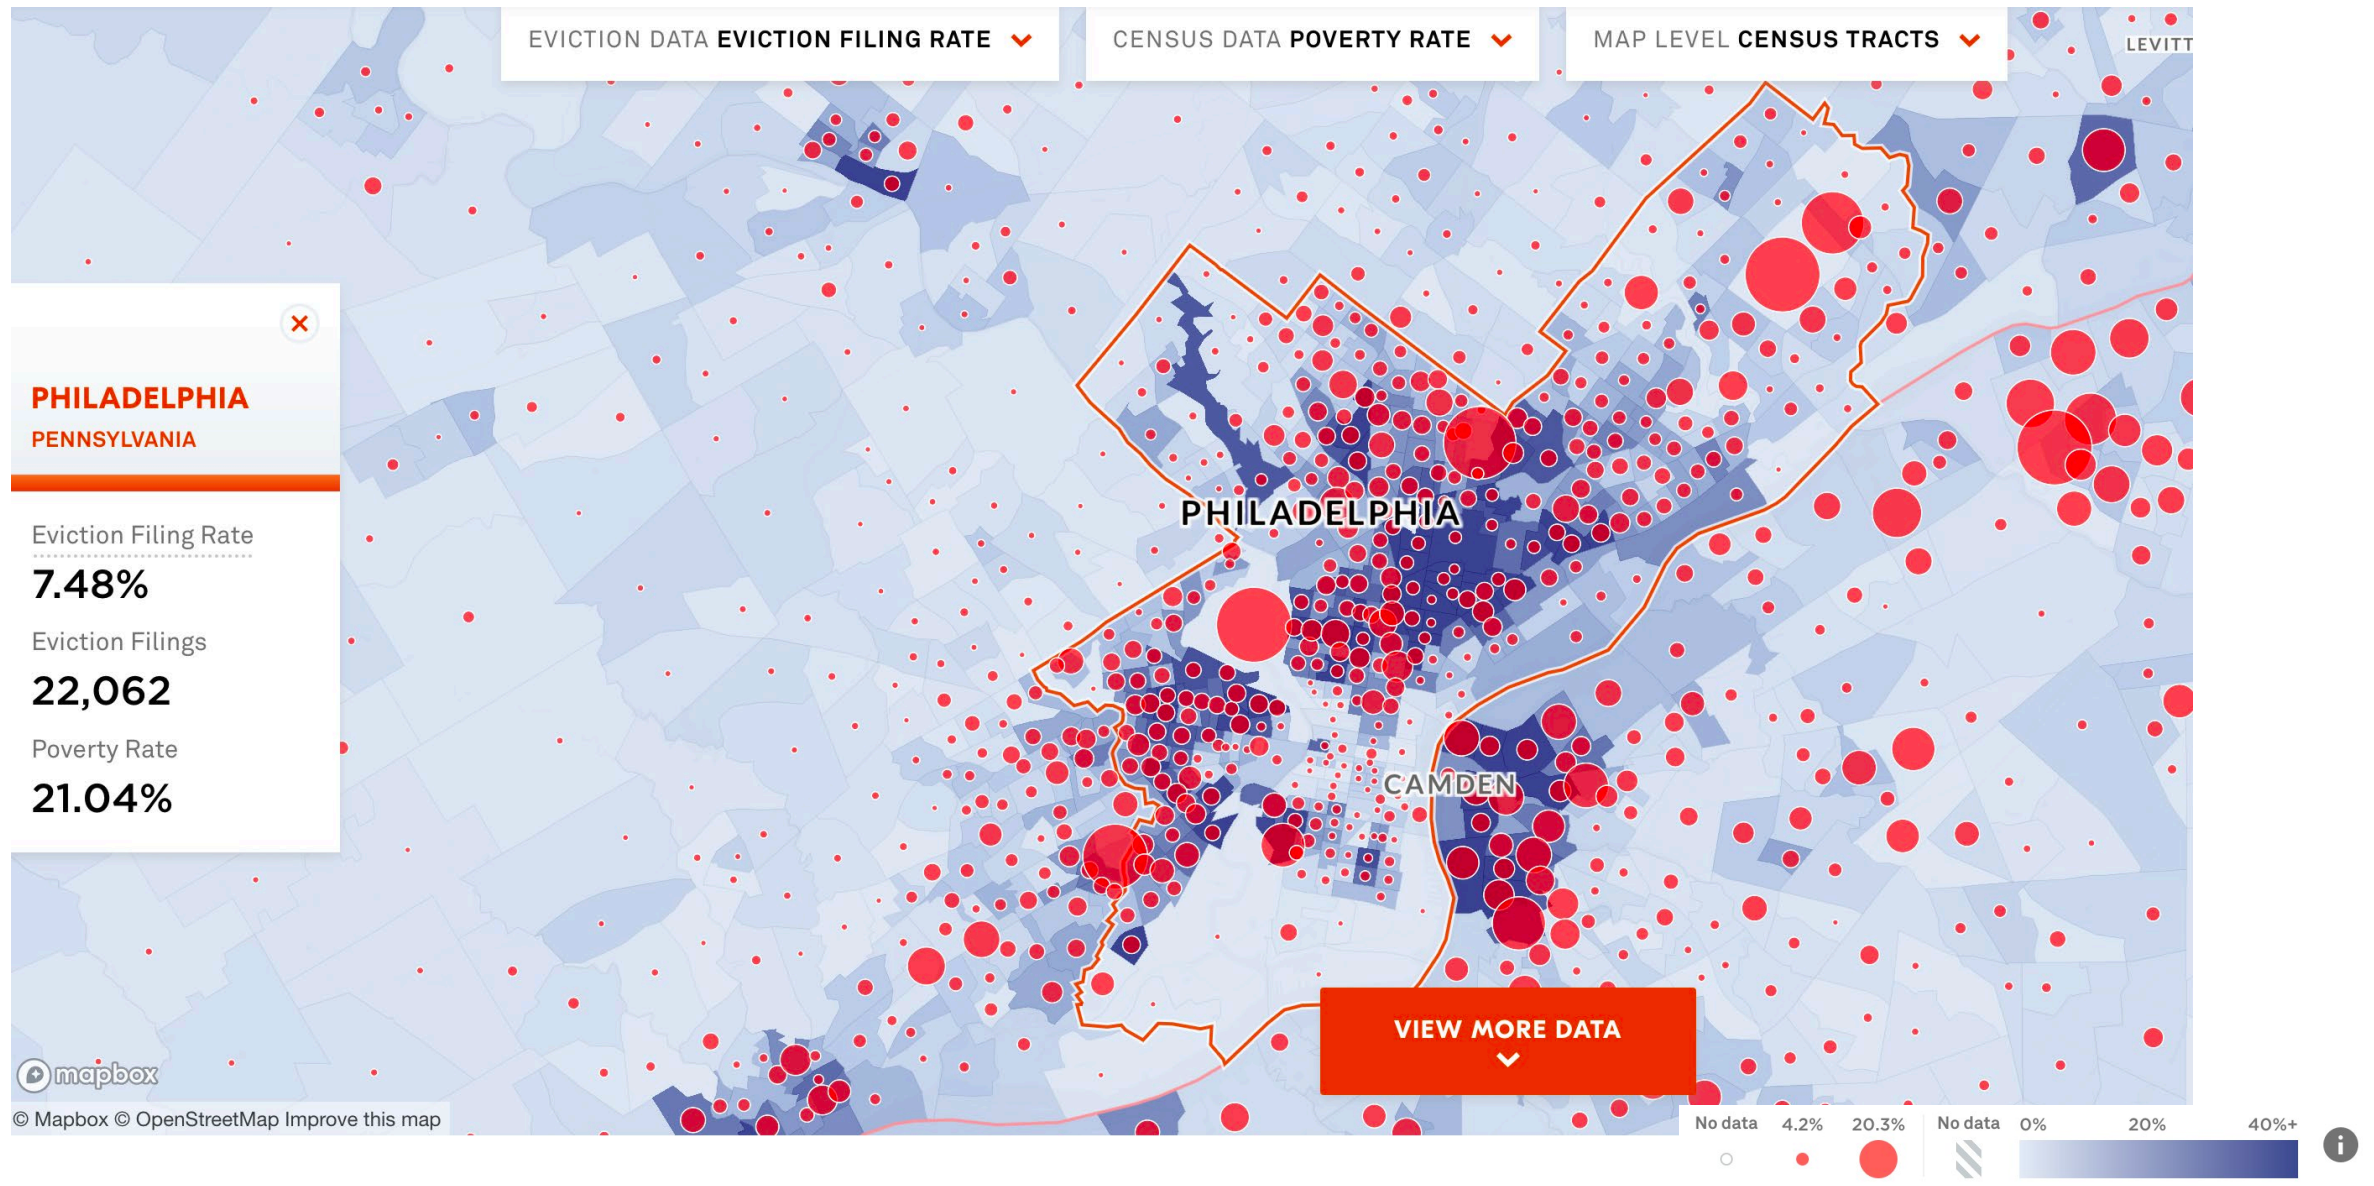 EVICTION DATA EVICTION FILING RATE
CENSUS DATA POVERTY RATE
MAP LEVEL CENSUS TRACTS
LEVITT
PHILADELPHIA
PENNSYLVANIA
Eviction Filing Rate
7.48%
Eviction Filings
22,062
Poverty Rate
21.04%
PHILADELPHIA
CAMDEN
VIEW MORE DATA
mapbox
© Mapbox © OpenStreetMap Improve this map
No data 4.2% 20.3%
No data 0% 20% 40%+
i